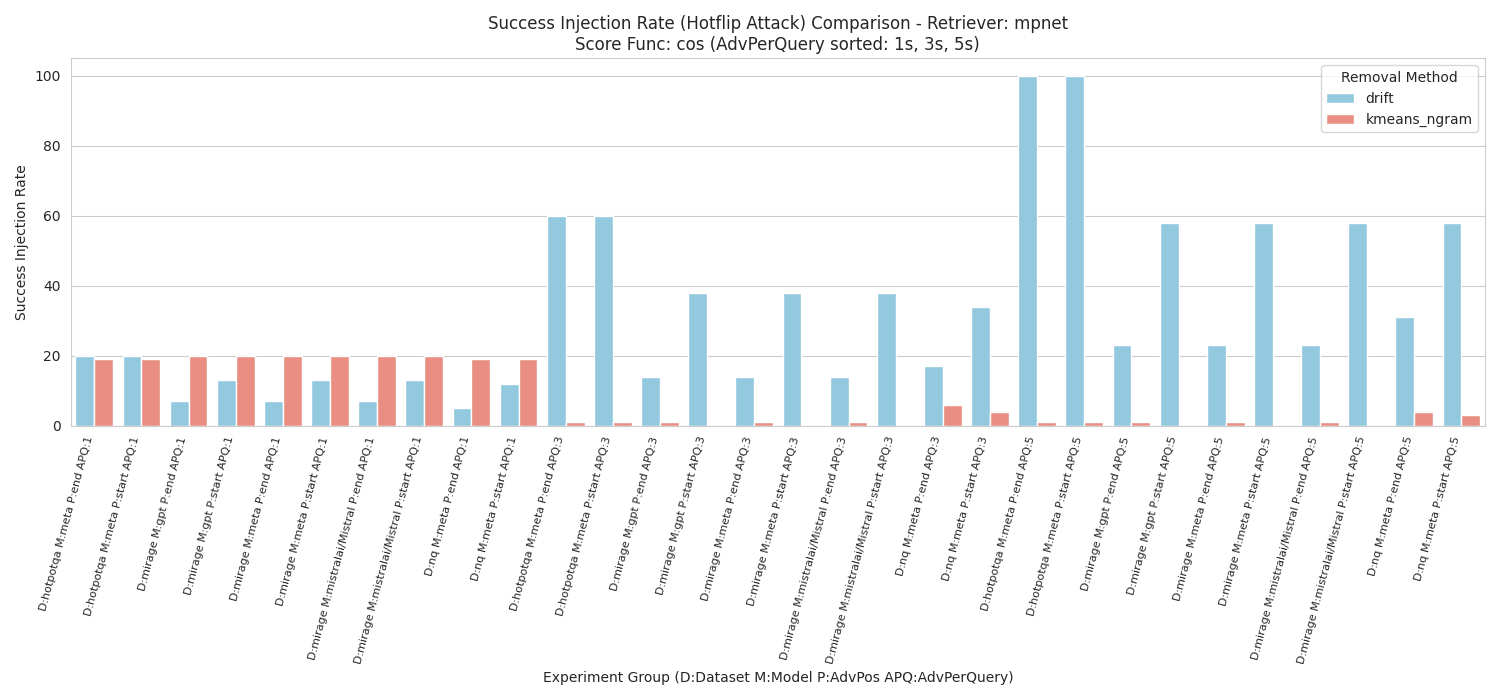 Success Injection Rate (Hotflip Attack) Comparison - Retriever: mpnet
Score Func: cos (AdvPerQuery sorted: 1s, 3s, 5s)
Removal Method
drift
kmeans_ngram
Success Injection Rate
100
80
60
40
20
0
D:hotpotqa M:meta P:end APQ:1
D:hotpotqa M:meta P:start APQ:1
D:mirage M:gpt P:end APQ:1
D:mirage M:gpt P:start APQ:1
D:mirage M:meta P:end APQ:1
D:mirage M:meta P:start APQ:1
D:mirage M:mistralai/Mistral P:end APQ:1
D:mirage M:mistralai/Mistral P:start APQ:1
D:nq M:meta P:end APQ:1
D:nq M:meta P:start APQ:1
D:hotpotqa M:meta P:end APQ:3
D:hotpotqa M:meta P:start APQ:3
D:mirage M:gpt P:end APQ:3
D:mirage M:gpt P:start APQ:3
D:mirage M:meta P:end APQ:3
D:mirage M:meta P:start APQ:3
D:mirage M:mistralai/Mistral P:end APQ:3
D:mirage M:mistralai/Mistral P:start APQ:3
D:nq M:meta P:end APQ:3
D:nq M:meta P:start APQ:3
D:hotpotqa M:meta P:end APQ:5
D:hotpotqa M:meta P:start APQ:5
D:mirage M:gpt P:end APQ:5
D:mirage M:gpt P:start APQ:5
D:mirage M:meta P:end APQ:5
D:mirage M:meta P:start APQ:5
D:mirage M:mistralai/Mistral P:end APQ:5
D:mirage M:mistralai/Mistral P:start APQ:5
D:nq M:meta P:end APQ:5
D:nq M:meta P:start APQ:5
Experiment Group (D:Dataset M:Model P:AdvPos APQ:AdvPerQuery)